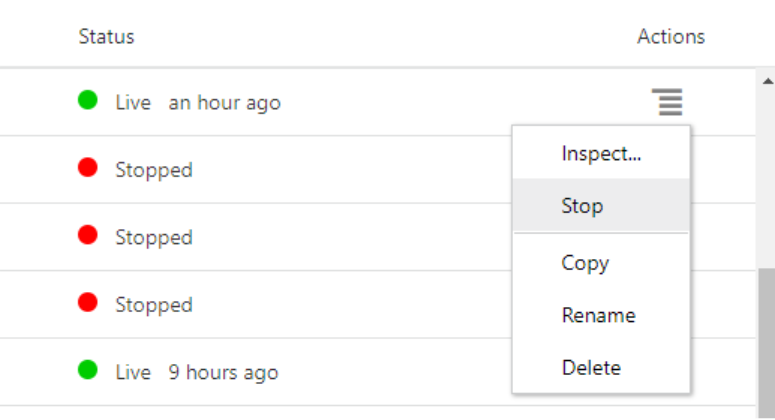 Status Actions
Live an hour ago
Inspect...
Stopped
Stop
Stopped
Copy
Stopped
Rename
Live 9 hours ago
Delete